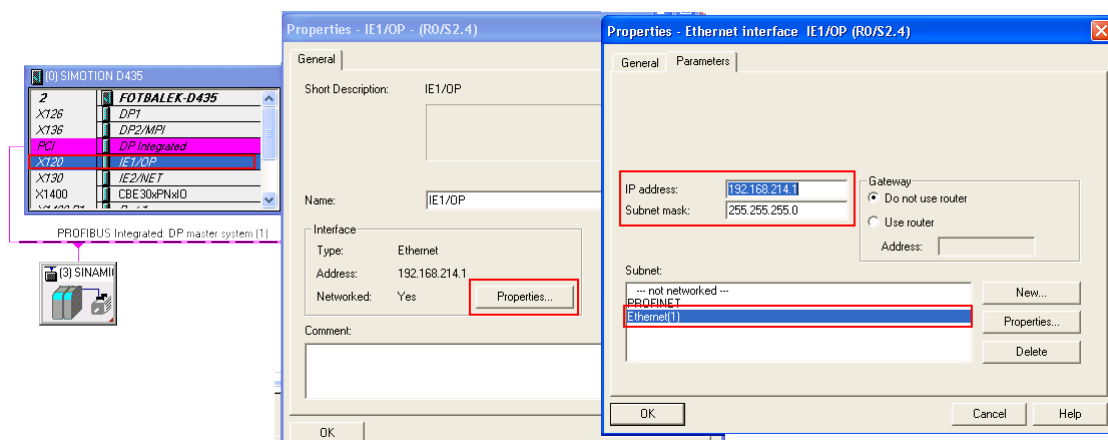 (0) SIMOTION D435
2 FOTBALEK-D435
X126 DP1
X136 DP2/MPI
PCI DP Integrated
X120 IE1/OP
X130 IE2/NET
X1400 CBE30xPNxIO
PROFIBUS Integrated: DP master system (1)
(3) SINAMI
Properties - IE1/OP - (R0/S2.4)
General
Short Description: IE1/OP
Name: IE1/OP
Interface
Type: Ethernet
Address: 192.168.214.1
Networked: Yes
Properties...
Comment:
OK
Properties - Ethernet interface IE1/OP (R0/S2.4)
General Parameters
IP address: 192.168.214.1
Subnet mask: 255.255.255.0
Gateway
Do not use router
Use router
Address:
Subnet:
--- not networked ---
PROFINET
Ethernet(1)
New...
Properties...
Delete
OK
Cancel
Help